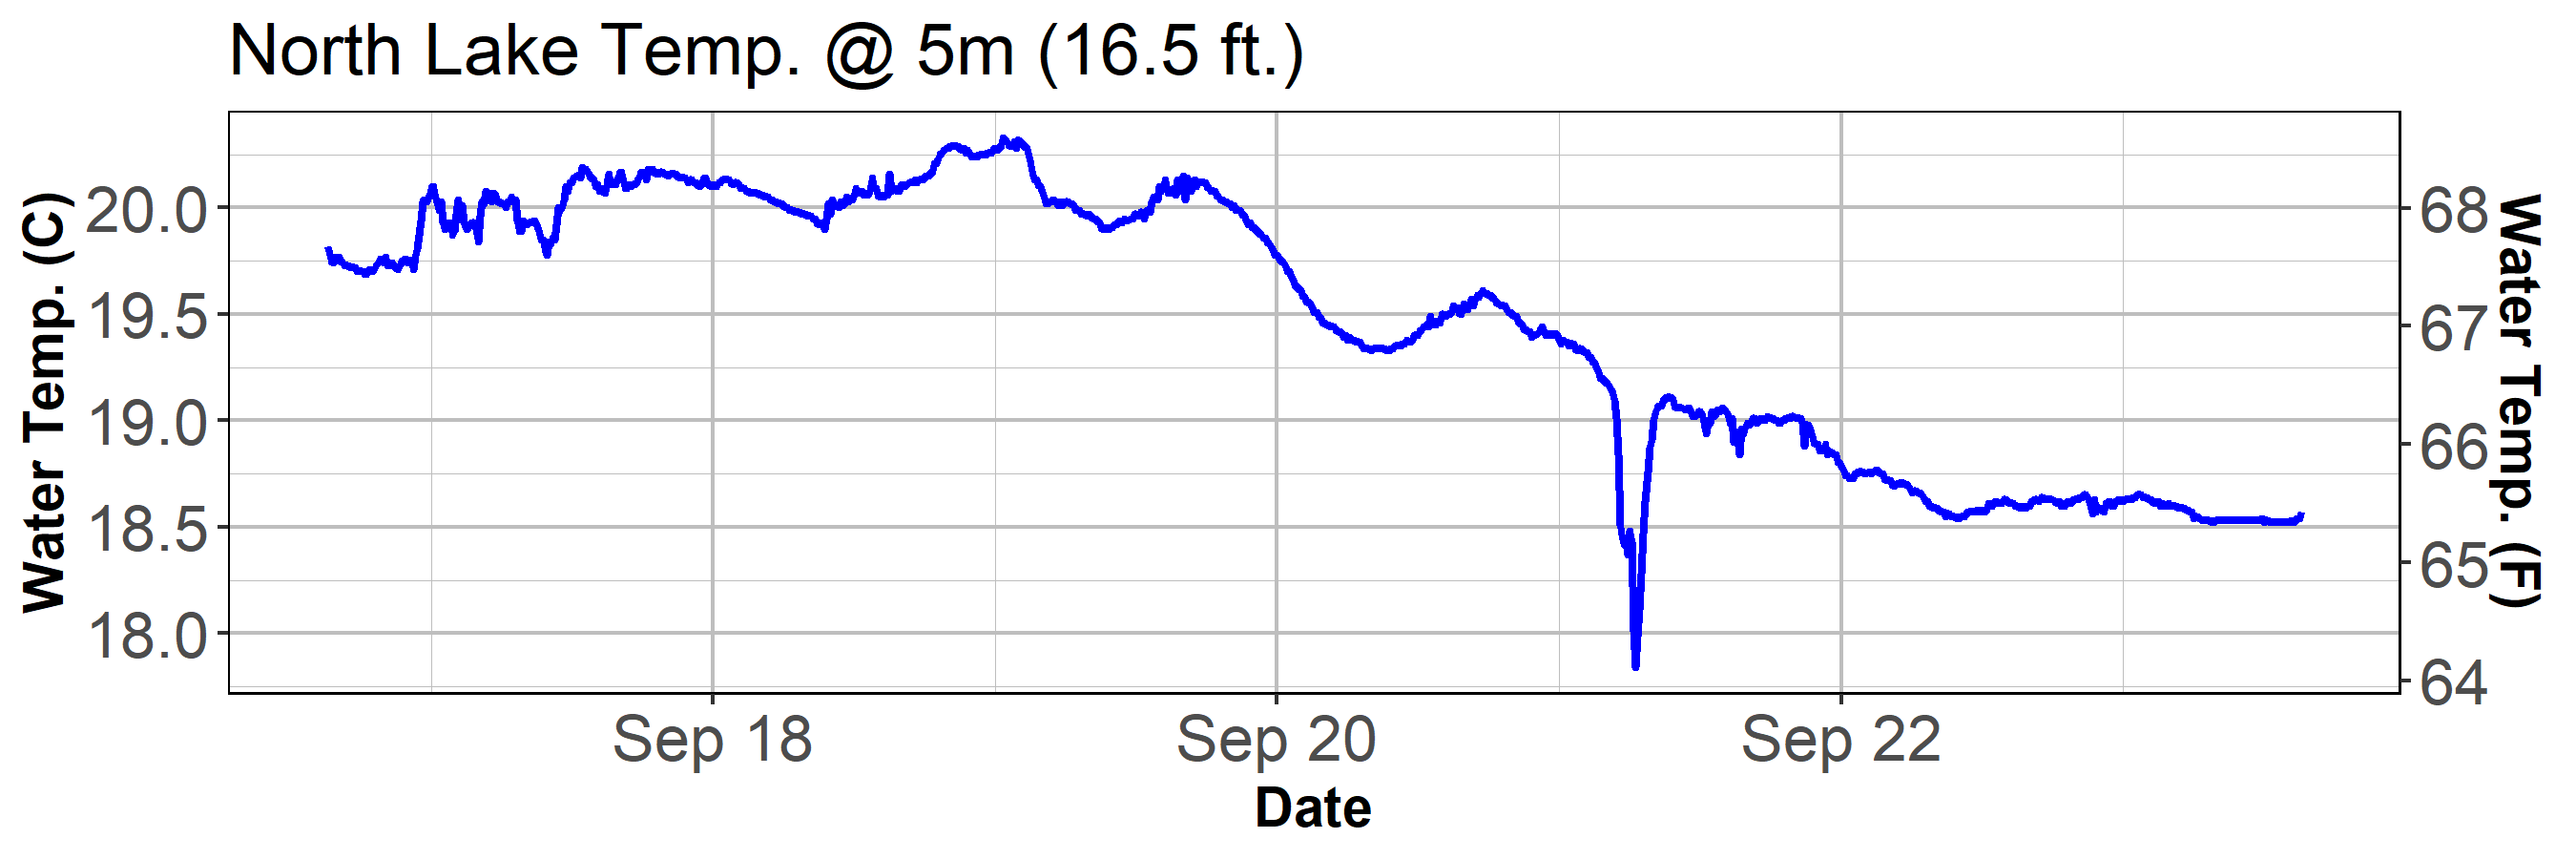 North Lake Temp. @ 5m (16.5 ft.)
Water Temp. (C)
20.0
19.5
19.0
18.5
18.0
68
67
66
65
64
Water Temp. (F)
Sep 18
Sep 20
Sep 22
Date